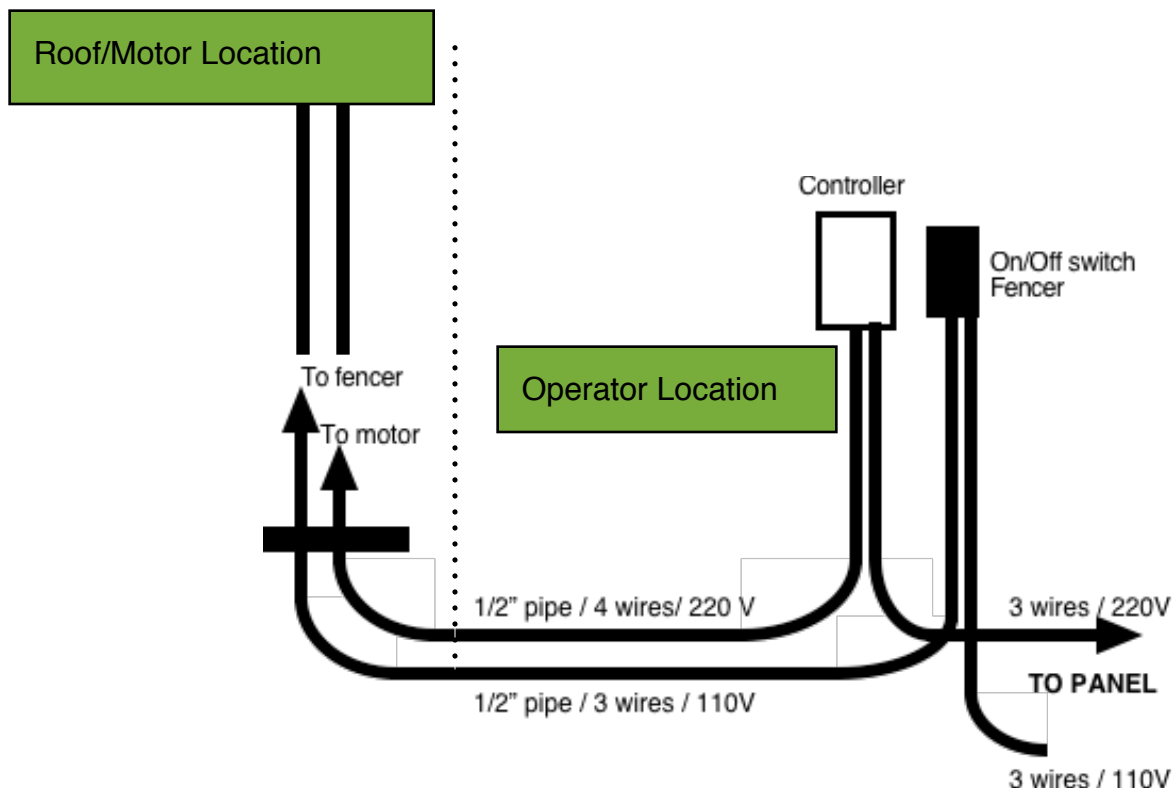 Roof/Motor Location
Controller
On/Off switch
Fencer
To fencer
Operator Location
To motor
1/2” pipe / 4 wires/ 220 V
3 wires / 220V
TO PANEL
1/2” pipe / 3 wires / 110V
3 wires / 110V